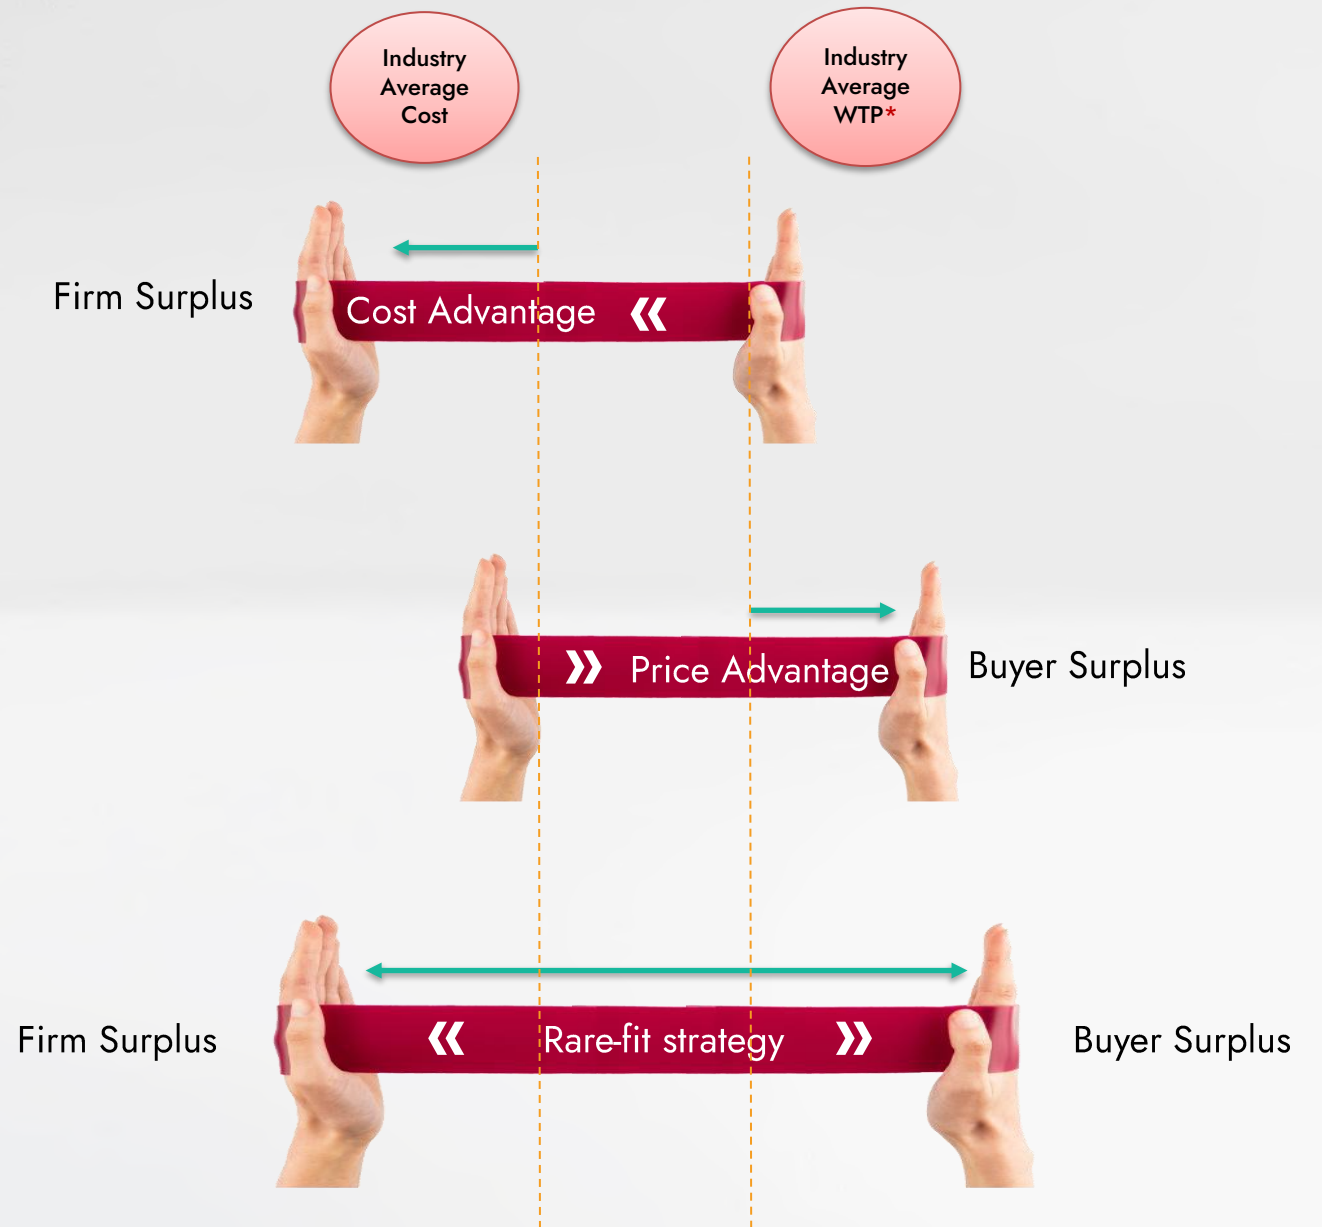 Industry
Average
Cost
Industry
Average
WTP*
Firm Surplus
Cost Advantage
Price Advantage
Buyer Surplus
Firm Surplus
Rare-fit strategy
Buyer Surplus